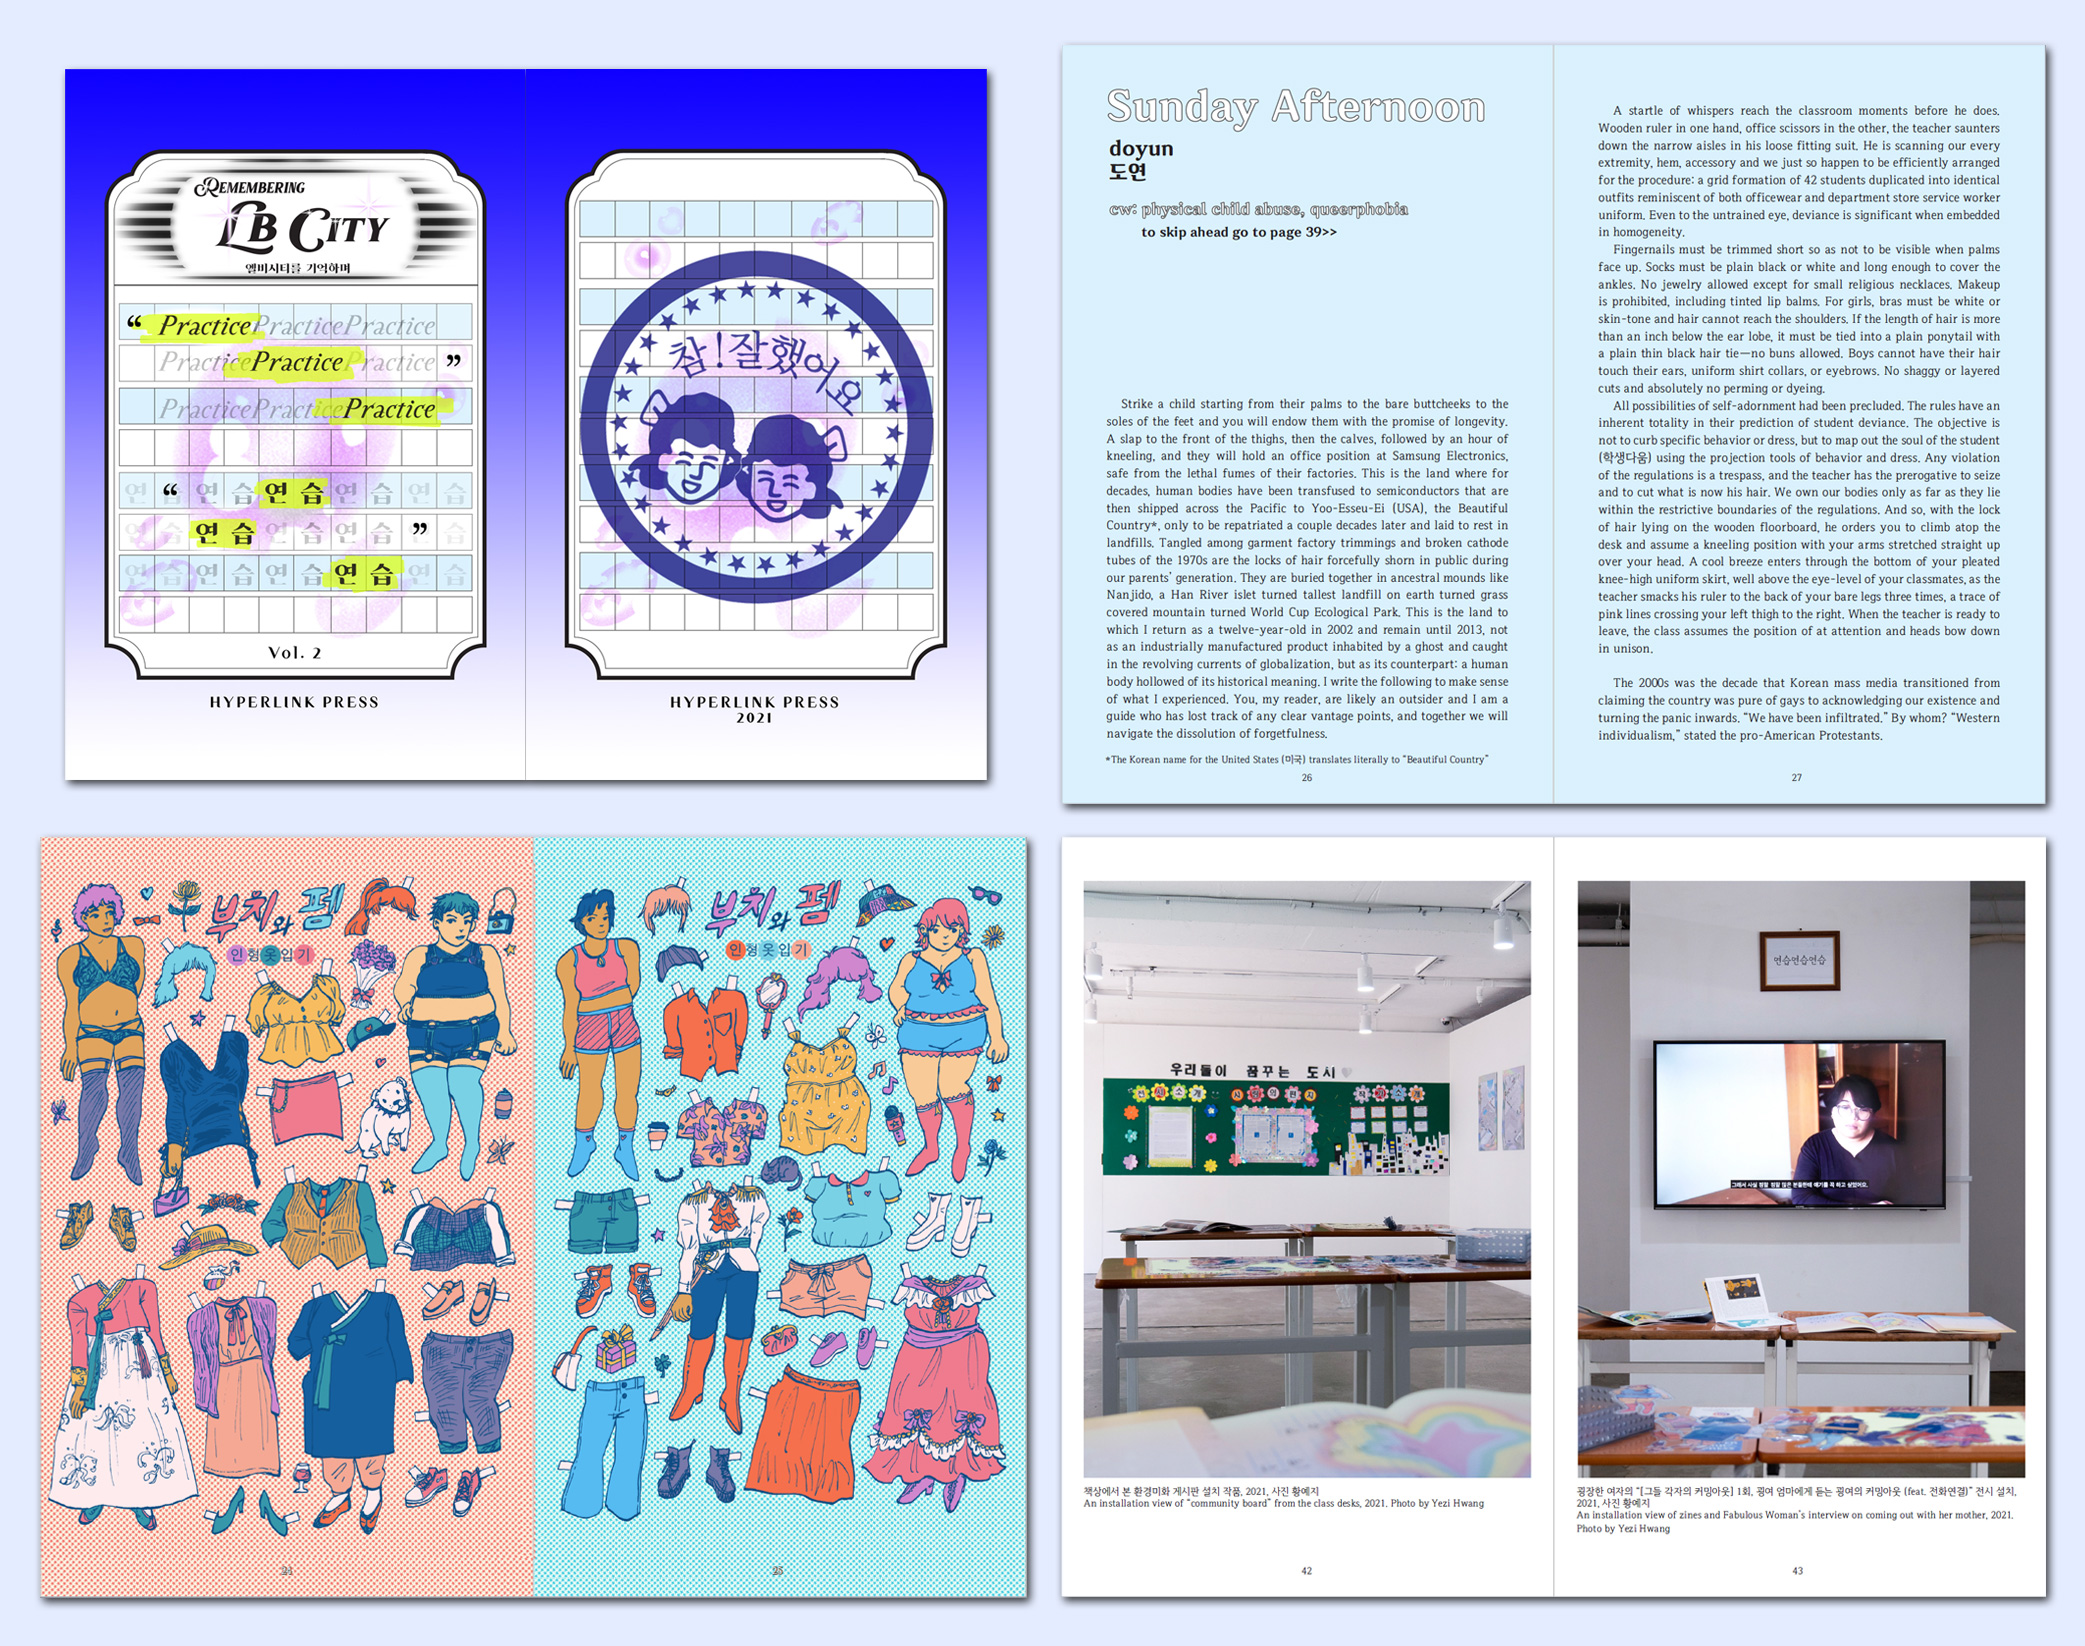 REMEMBERING
LB CITY
엘비시티를 기억하며
“ PracticePracticePractice
PracticePracticePractice ”
PracticePracticePractice
연 “ 연 습 연 습 연 습 연 습
연 습 연 습 연 습 연 습 ” 습
연 습 연 습 연 습 연 습 연 습
Vol. 2
HYPERLINK PRESS
참! 잘했어요
HYPERLINK PRESS
2021
Sunday Afternoon
doyun
도연
cw: physical child abuse, queerphobia
to skip ahead go to page 39>>
Strike a child starting from their palms to the bare buttcheeks to the
soles of the feet and you will endow them with the promise of longevity.
A slap to the front of the thighs, then the calves, followed by an hour of
kneeling, and they will hold an office position at Samsung Electronics,
safe from the lethal fumes of their factories. This is the land where for
decades, human bodies have been transfused to semiconductors that are
then shipped across the Pacific to Yoo-Esseu-Ei (USA), the Beautiful
Country*, only to be repatriated a couple decades later and laid to rest in
landfills. Tangled among garment factory trimmings and broken cathode
tubes of the 1970s are the locks of hair forcefully shorn in public during
our parents' generation. They are buried together in ancestral mounds like
Nanjido, a Han River islet turned tallest landfill on earth turned grass
covered mountain turned World Cup Ecological Park. This is the land to
which I return as a twelve-year-old in 2002 and remain until 2013, not
as an industrially manufactured product inhabited by a ghost and caught
in the revolving currents of globalization, but as its counterpart: a human
body hollowed of its historical meaning. I write the following to make sense
of what I experienced. You, my reader, are likely an outsider and I am a
guide who has lost track of any clear vantage points, and together we will
navigate the dissolution of forgetfulness.
*The Korean name for the United States (미국) translates literally to “Beautiful Country”
26
A startle of whispers reach the classroom moments before he does.
Wooden ruler in one hand, office scissors in the other, the teacher saunters
down the narrow aisles in his loose fitting suit. He is scanning our every
extremity, hem, accessory and we just so happen to be efficiently arranged
for the procedure: a grid formation of 42 students duplicated into identical
outfits reminiscent of both officewear and department store service worker
uniform. Even to the untrained eye, deviance is significant when embedded
in homogeneity.
Fingernails must be trimmed short so as not to be visible when palms
face up. Socks must be plain black or white and long enough to cover the
ankles. No jewelry allowed except for small religious necklaces. Makeup
is prohibited, including tinted lip balms. For girls, bras must be white or
skin-tone and hair cannot reach the shoulders. If the length of hair is more
than an inch below the ear lobe, it must be tied into a plain ponytail with
a plain thin black hair tie—no buns allowed. Boys cannot have their hair
touch their ears, uniform shirt collars, or eyebrows. No shaggy or layered
cuts and absolutely no perming or dyeing.
All possibilities of self-adornment had been precluded. The rules have an
inherent totality in their prediction of student deviance. The objective is
not to curb specific behavior or dress, but to map out the soul of the student
(학생다움) using the projection tools of behavior and dress. Any violation
of the regulations is a trespass, and the teacher has the prerogative to seize
and to cut what is now his hair. We own our bodies only as far as they lie
within the restrictive boundaries of the regulations. And so, with the lock
of hair lying on the wooden floorboard, he orders you to climb atop the
desk and assume a kneeling position with your arms stretched straight up
over your head. A cool breeze enters through the bottom of your pleated
knee-high uniform skirt, well above the eye-level of your classmates, as the
teacher smacks his ruler to the back of your bare legs three times, a trace of
pink lines crossing your left thigh to the right. When the teacher is ready to
leave, the class assumes the position of at attention and heads bow down
in unison.
The 2000s was the decade that Korean mass media transitioned from
claiming the country was pure of gays to acknowledging our existence and
turning the panic inwards. “We have been infiltrated.” By whom? “Western
individualism,” stated the pro-American Protestants.
27
부치와 펨
인형옷입기
24
부치와 펨
인형옷입기
25
우리들이 꿈꾸는 도시
책상에서 본 환경미화 게시판 설치 작품, 2021, 사진 황예지
An installation view of “community board” from the class desks, 2021. Photo by Yezi Hwang
42
연습연습연습
그래서 사실 정말 정말 많은 분들한테 얘기를 꼭 하고 싶었어요.
굉장한 여자의 “[그들 각자의 커밍아웃] 1회, 굉여 엄마에게 듣는 굉여의 커밍아웃 (feat. 전화연결)” 전시 설치,
2021, 사진 황예지
An installation view of zines and Fabulous Woman's interview on coming out with her mother, 2021.
Photo by Yezi Hwang
43